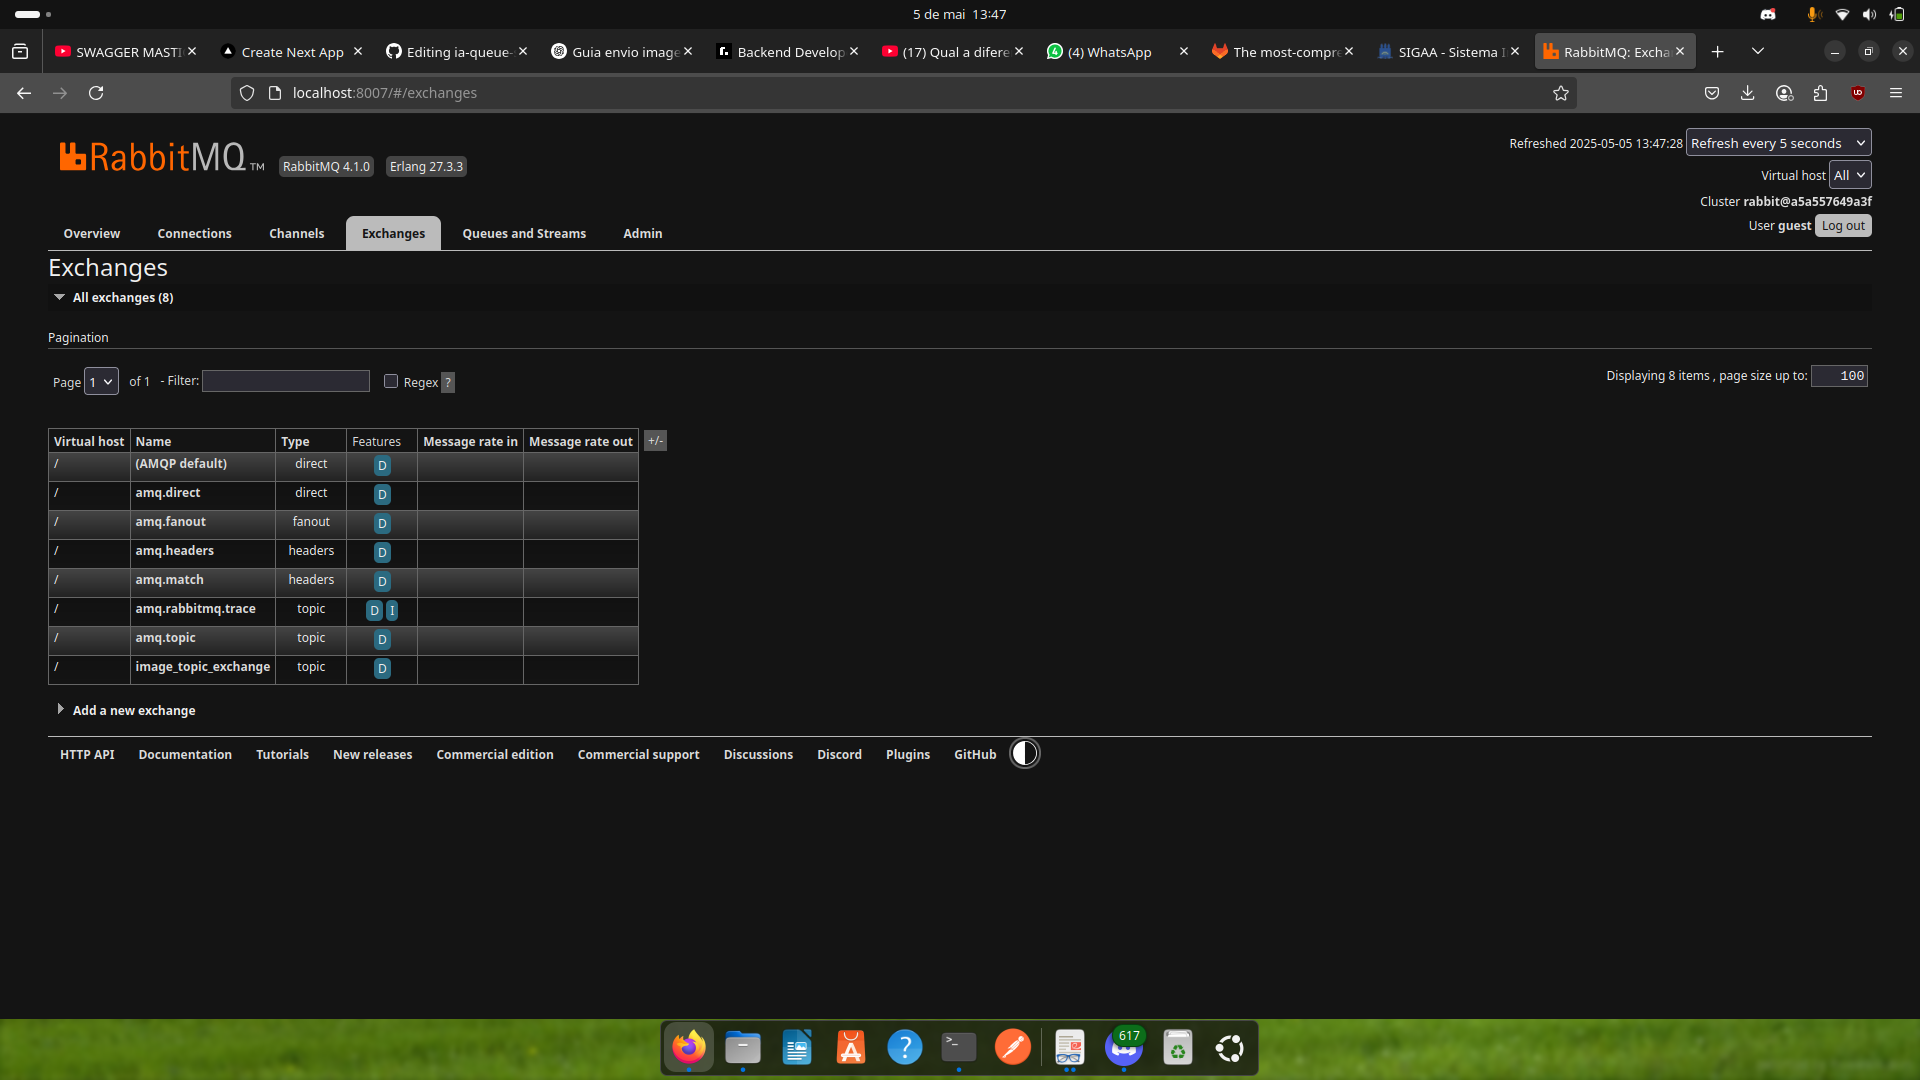 5 de mai 13:47
SWAGGER MASTI
Create Next App
Editing ia-queue-
Guia envio image
Backend Develop
(17) Qual a difere
(4) WhatsApp
The most-compre
SIGAA - Sistema I
RabbitMQ: Excha
localhost:8007/#/exchanges
RabbitMQ TM
RabbitMQ 4.1.0
Erlang 27.3.3
Refreshed 2025-05-05 13:47:28 Refresh every 5 seconds
Virtual host All
Cluster rabbit@a5a557649a3f
User guest Log out
Overview Connections Channels Exchanges Queues and Streams Admin
Exchanges
All exchanges (8)
Pagination
Page 1 of 1 - Filter: Regex ?
Displaying 8 items , page size up to: 100
Virtual host Name Type Features Message rate in Message rate out +/-
/ (AMQP default) direct D
/ amq.direct direct D
/ amq.fanout fanout D
/ amq.headers headers D
/ amq.match headers D
/ amq.rabbitmq.trace topic D I
/ amq.topic topic D
/ image_topic_exchange topic D
Add a new exchange
HTTP API Documentation Tutorials New releases Commercial edition Commercial support Discussions Discord Plugins GitHub
617